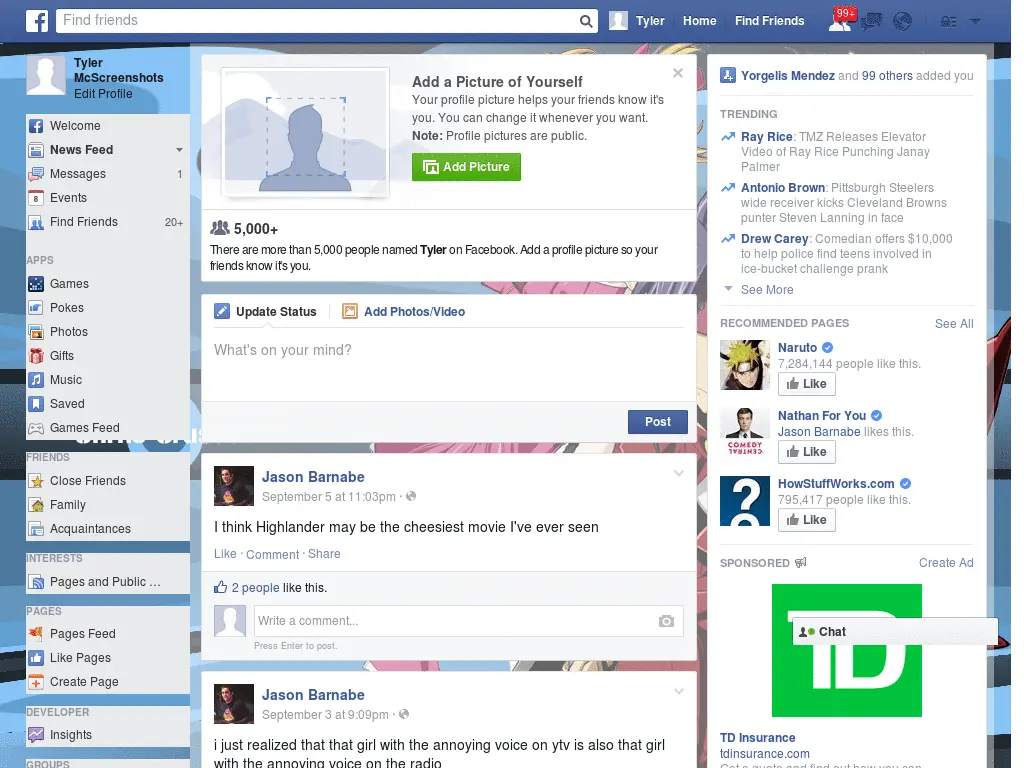 Find friends
Tyler
Home
Find Friends
99+
Tyler
McScreenshots
Edit Profile
Welcome
News Feed
Messages 1
Events
Find Friends 20+
APPS
Games
Pokes
Photos
Gifts
Music
Saved
Games Feed
FRIENDS
Close Friends
Family
Acquaintances
INTERESTS
Pages and Public ...
PAGES
Pages Feed
Like Pages
Create Page
DEVELOPER
Insights
GROUPS
Add a Picture of Yourself
Your profile picture helps your friends know it's
you. You can change it whenever you want.
Note: Profile pictures are public.
Add Picture
5,000+
There are more than 5,000 people named Tyler on Facebook. Add a profile picture so your
friends know it's you.
Update Status
Add Photos/Video
What's on your mind?
Post
Jason Barnabe
September 5 at 11:03pm ·
I think Highlander may be the cheesiest movie I've ever seen
Like · Comment · Share
2 people like this.
Write a comment...
Press Enter to post.
Jason Barnabe
September 3 at 9:09pm ·
i just realized that that girl with the annoying voice on ytv is also that girl
with the annoying voice on the radio
Yorgelis Mendez and 99 others added you
TRENDING
Ray Rice: TMZ Releases Elevator
Video of Ray Rice Punching Janay
Palmer
Antonio Brown: Pittsburgh Steelers
wide receiver kicks Cleveland Browns
punter Steven Lanning in face
Drew Carey: Comedian offers $10,000
to help police find teens involved in
ice-bucket challenge prank
See More
RECOMMENDED PAGES See All
Naruto
7,284,144 people like this.
Like
Nathan For You
Jason Barnabe likes this.
Like
COMEDY
CENTRAL
HowStuffWorks.com
795,417 people like this.
Like
?
SPONSORED Create Ad
Chat
TD
TD Insurance
tdinsurance.com
Get a quote and find out how you can